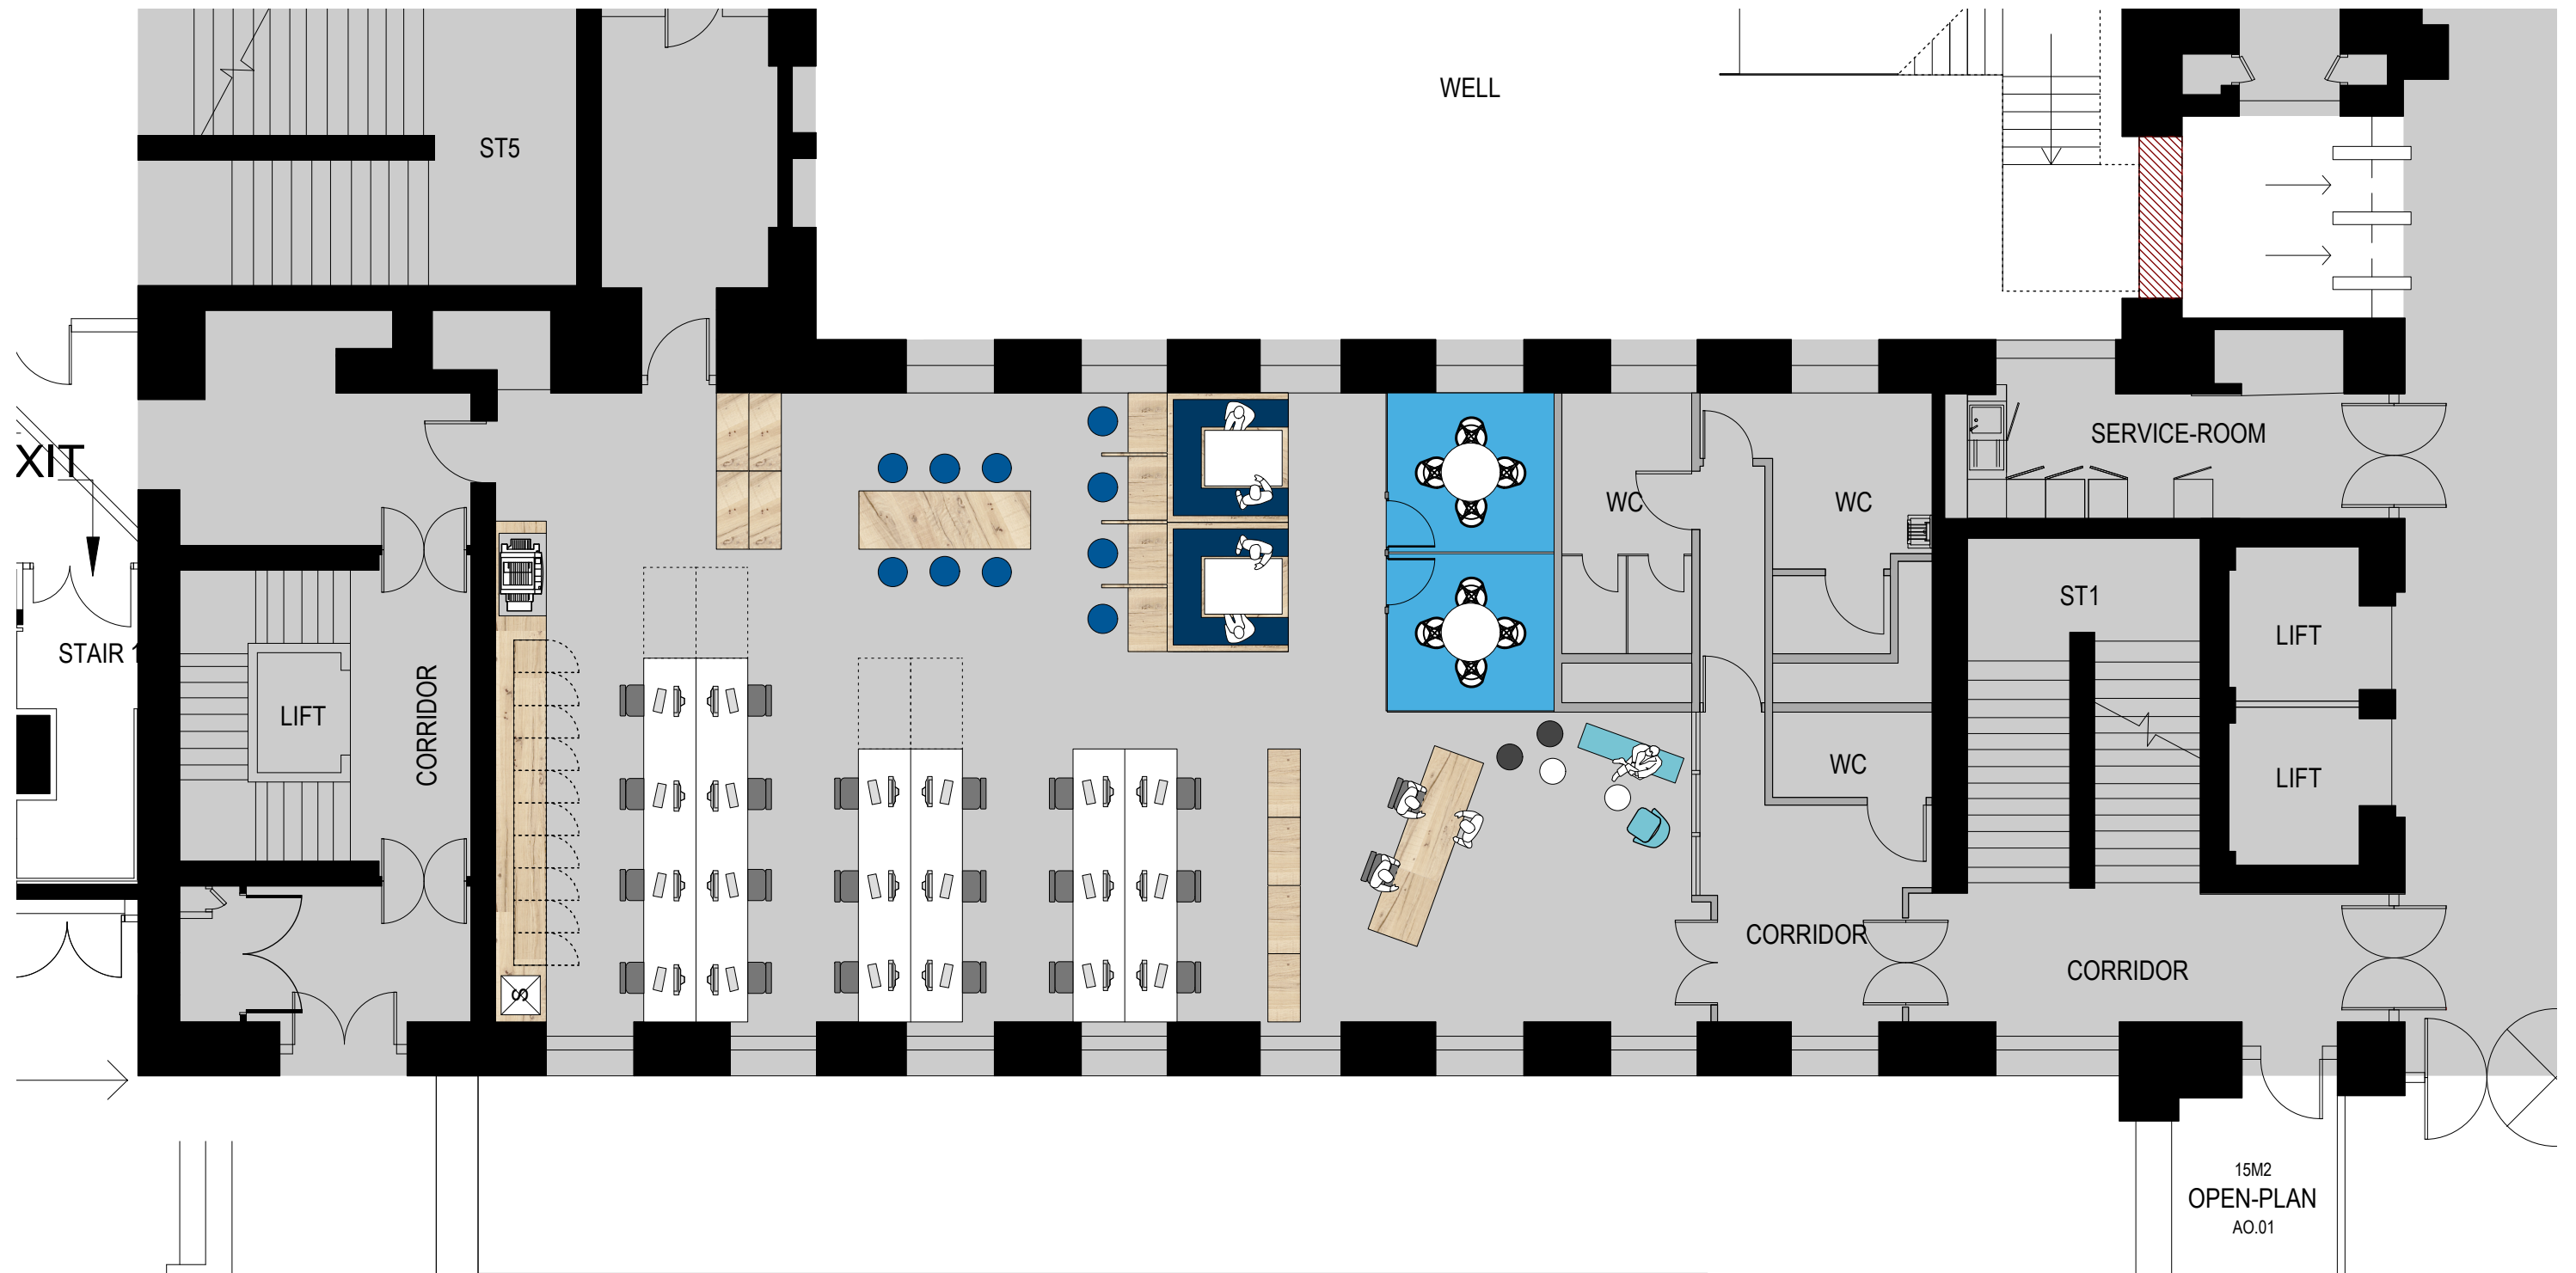 WELL
ST5
XIT
SERVICE-ROOM
WC
WC
ST1
LIFT
STAIR 1
LIFT
CORRIDOR
WC
LIFT
CORRIDOR
CORRIDOR
S
15M2
OPEN-PLAN
AO.01